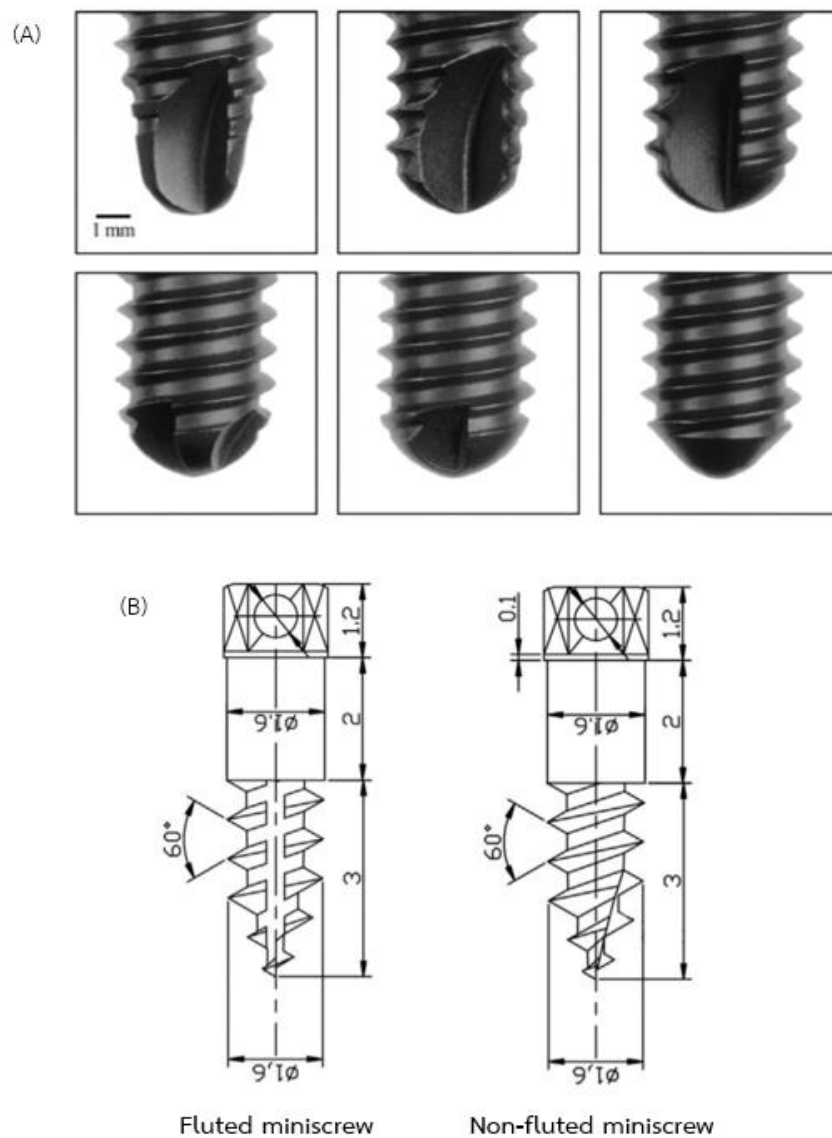 (A)
1 mm
(B)
1.2
2
ø1.6
60°
3
ø1,6
Fluted miniscrew
0.1
1.2
2
ø1.6
60°
3
ø1.6
Non-fluted miniscrew